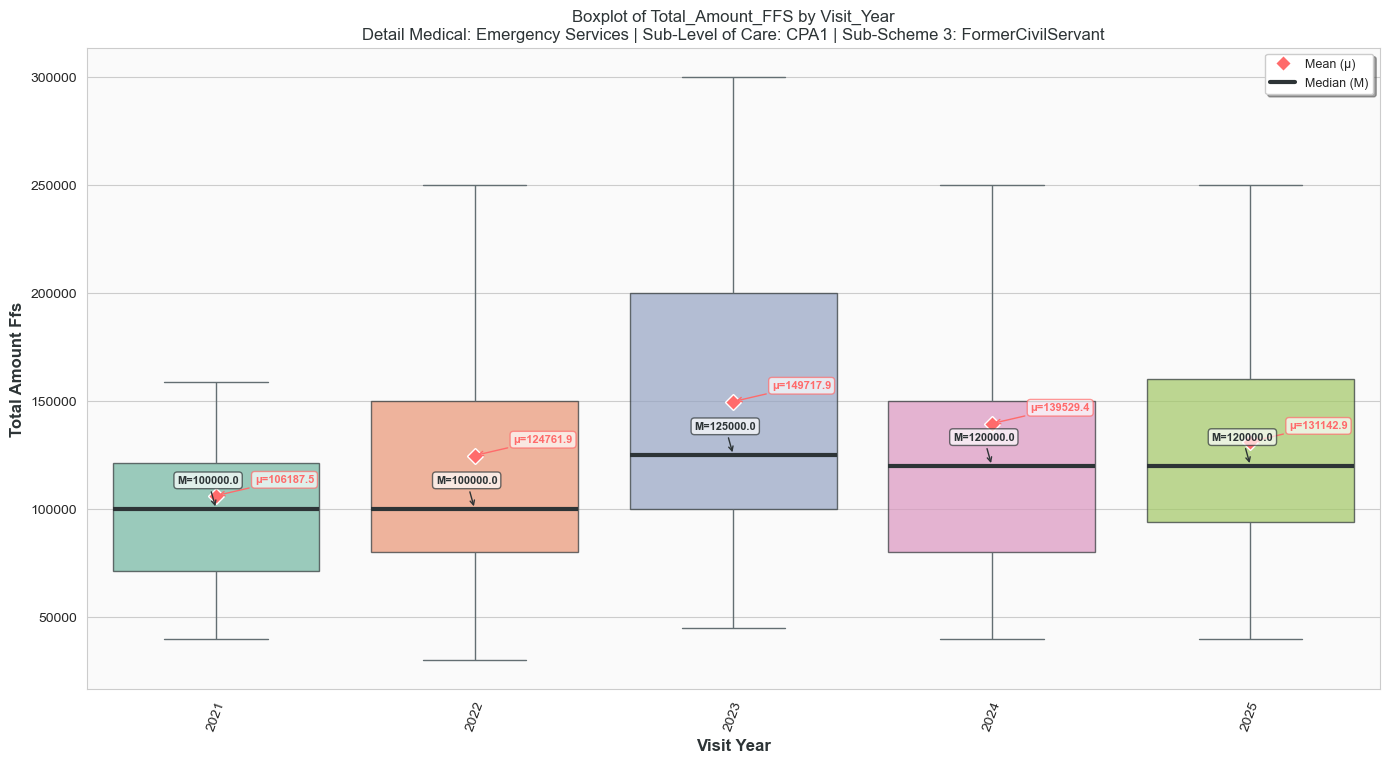 Boxplot of Total_Amount_FFS by Visit_Year
Detail Medical: Emergency Services | Sub-Level of Care: CPA1 | Sub-Scheme 3: FormerCivilServant
Mean (μ)
Median (M)
Total Amount Ffs
300000
250000
200000
150000
100000
50000
M=100000.0
μ=106187.5
μ=124761.9
M=100000.0
μ=149717.9
M=125000.0
μ=139529.4
M=120000.0
μ=131142.9
M=120000.0
2021
2022
2023
2024
2025
Visit Year